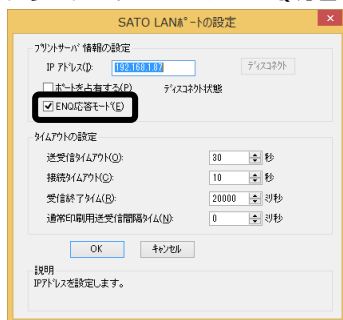 SATO LANﾎﾟｰトの設定
ﾌﾟﾘﾝﾄｻｰﾊﾞ情報の設定
IP ｱﾄﾞﾚｽ(I): 192.168.1.87 ﾃﾞｨｽｺﾈｸﾄ
ﾎﾟｰﾄを占有する(P) ﾃﾞｨｽｺﾈｸﾄ状態
ENQ応答ﾓｰﾄﾞ(E)
ﾀｲﾑｱｳﾄの設定
送受信ﾀｲﾑｱｳﾄ(O): 30 秒
接続ﾀｲﾑｱｳﾄ(C): 10 秒
受信終了ﾀｲﾑ(R): 20000 ﾐﾘ秒
通常印刷用送受信間隔ﾀｲﾑ(N): 0 ﾐﾘ秒
OK ｷｬﾝｾﾙ
説明
IPｱﾄﾞﾚｽを設定します。